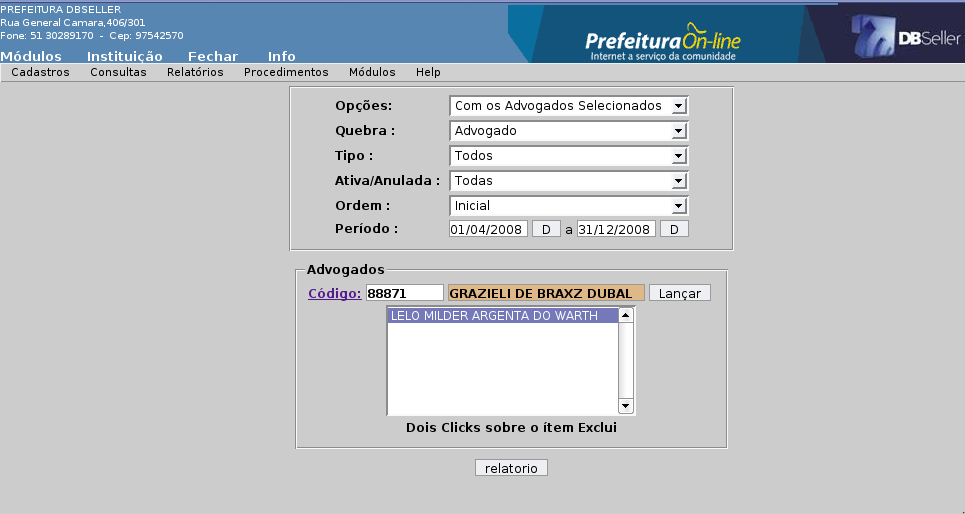 PREFEITURA DBSELLER
Rua General Camara,406/301
Fone: 51 30289170 - Cep: 97542570
PrefeituraOn-line
Internet a serviço da comunidade
DBSeller
Módulos Instituição Fechar Info
Cadastros Consultas Relatórios Procedimentos Módulos Help
Opções: Com os Advogados Selecionados
Quebra : Advogado
Tipo : Todos
Ativa/Anulada : Todas
Ordem : Inicial
Período : 01/04/2008 D a 31/12/2008 D
Advogados
Código: 88871 GRAZIELI DE BRAXZ DUBAL Lançar
LELO MILDER ARGENTA DO WARTH
Dois Clicks sobre o ítem Exclui
relatorio